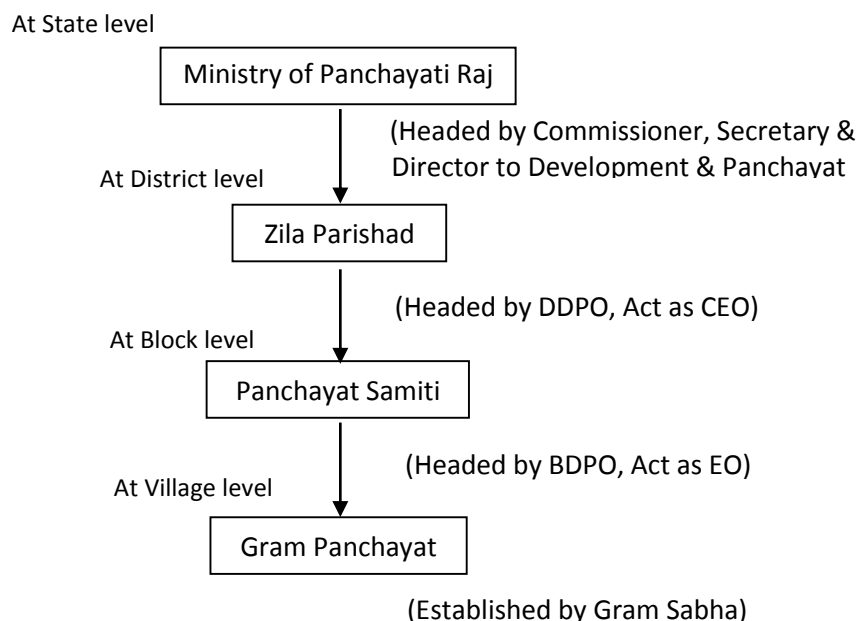 At State level
Ministry of Panchayati Raj
(Headed by Commissioner, Secretary &
Director to Development & Panchayat
At District level
Zila Parishad
(Headed by DDPO, Act as CEO)
At Block level
Panchayat Samiti
(Headed by BDPO, Act as EO)
At Village level
Gram Panchayat
(Established by Gram Sabha)